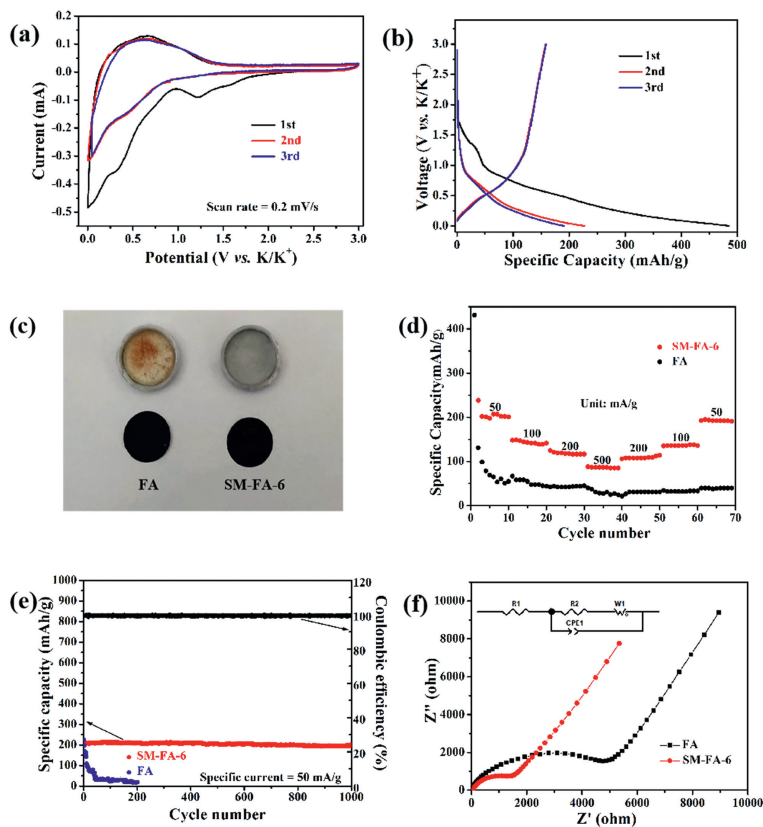 (a)
0.2
0.1
0.0
-0.1
-0.2
-0.3
-0.4
-0.5
Current (mA)
1st
2nd
3rd
Scan rate = 0.2 mV/s
0.0 0.5 1.0 1.5 2.0 2.5 3.0
Potential (V vs. K/K+)
(b)
3.0
2.5
2.0
1.5
1.0
0.5
0.0
Voltage (V vs. K/K+)
1st
2nd
3rd
0 100 200 300 400 500
Specific Capacity (mAh/g)
(c)
FA SM-FA-6
(d)
400
300
200
100
0
Specific Capacity(mAh/g)
SM-FA-6
FA
Unit: mA/g
50
100
200
500
200
100
50
0 10 20 30 40 50 60 70
Cycle number
(e)
1000
900
800
700
600
500
400
300
200
100
0
Specific capacity (mAh/g)
120
100
80
60
40
20
0
Coulombic efficiency (%)
SM-FA-6
FA
Specific current = 50 mA/g
0 200 400 600 800 1000
Cycle number
(f)
10000
8000
6000
4000
2000
0
Z'' (ohm)
R1 R2 W1
CPE1
FA
SM-FA-6
0 2000 4000 6000 8000 10000
Z' (ohm)